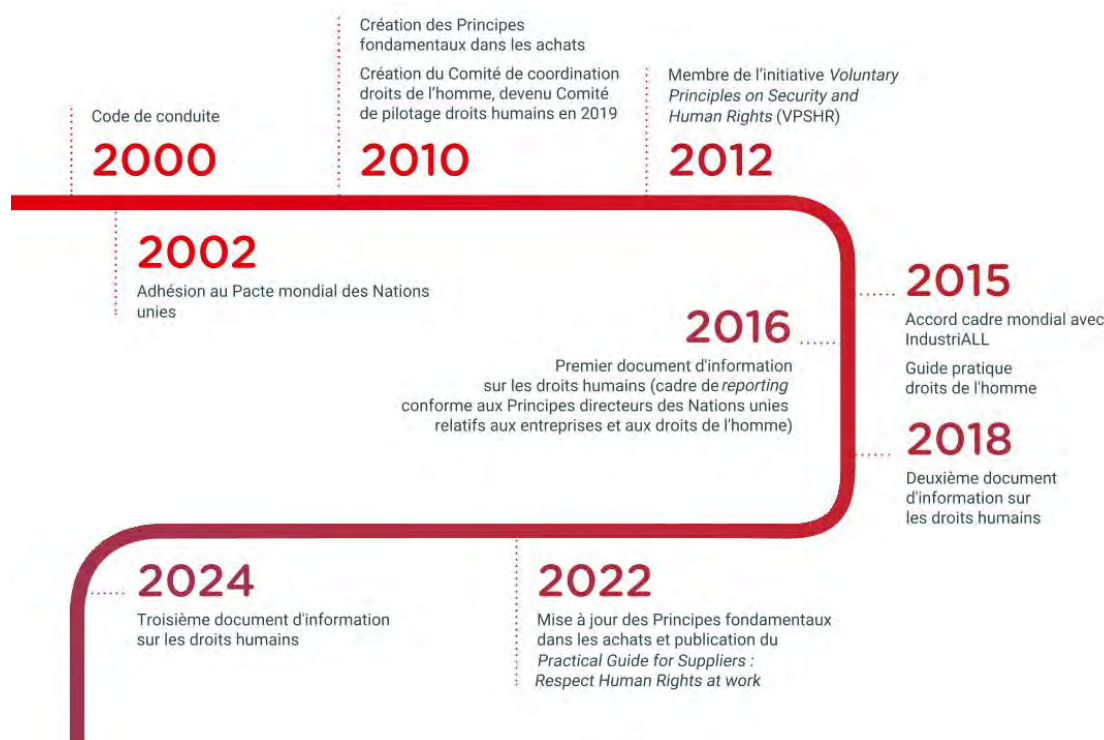 Code de conduite
2000
2002
Adhésion au Pacte mondial des Nations
unies
Création des Principes
fondamentaux dans les achats
Création du Comité de coordination
droits de l'homme, devenu Comité
de pilotage droits humains en 2019
2010
Membre de l'initiative Voluntary
Principles on Security and
Human Rights (VPSHR)
2012
2015
Accord cadre mondial avec
IndustriALL
Guide pratique
droits de l'homme
2016
Premier document d'information
sur les droits humains (cadre de reporting
conforme aux Principes directeurs des Nations unies
relatifs aux entreprises et aux droits de l'homme)
2018
Deuxième document
d'information sur
les droits humains
2022
Mise à jour des Principes fondamentaux
dans les achats et publication du
Practical Guide for Suppliers :
Respect Human Rights at work
2024
Troisième document d'information
sur les droits humains